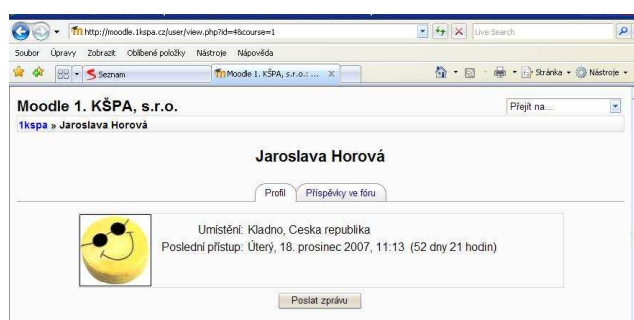 http://moodle.1kspa.cz/user/view.php?id=4&course=1
Live Search
Soubor Úpravy Zobrazit Oblíbené položky Nástroje Nápověda
Seznam
Moodle 1. KŠPA, s.r.o.: ... X
Stránka
Nástroje
Moodle 1. KŠPA, s.r.o.
Přejít na...
1kspa » Jaroslava Horová
Jaroslava Horová
Profil
Příspěvky ve fóru
Umístění: Kladno, Ceska republika
Poslední přístup: Úterý, 18. prosinec 2007, 11:13 (52 dny 21 hodin)
Poslat zprávu